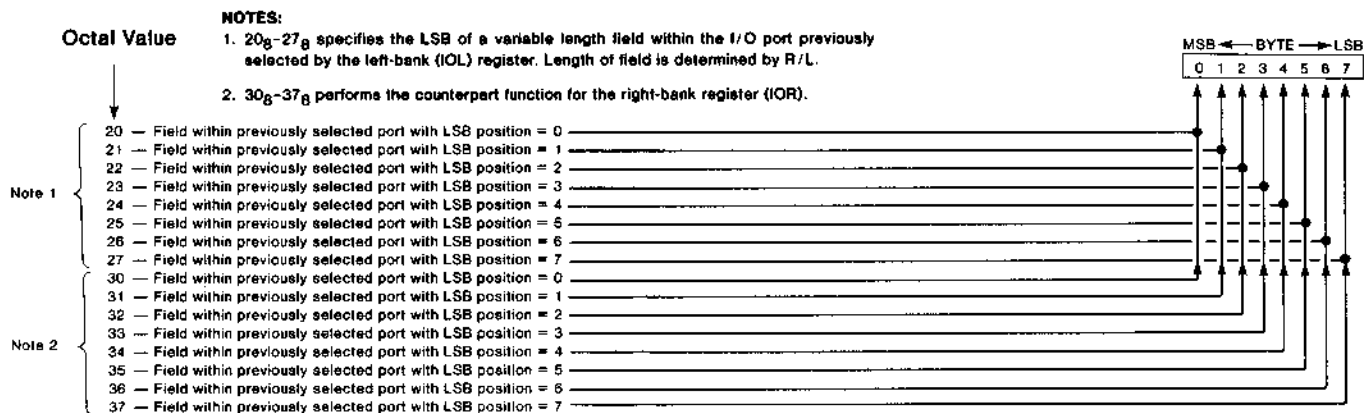 NOTES:
Octal Value
1. 20₈-27₈ specifies the LSB of a variable length field within the I/O port previously
selected by the left-bank (IOL) register. Length of field is determined by R/L.
2. 30₈-37₈ performs the counterpart function for the right-bank register (IOR).
MSB BYTE LSB
0 1 2 3 4 5 6 7
Note 1
20 — Field within previously selected port with LSB position = 0
21 — Field within previously selected port with LSB position = 1
22 — Field within previously selected port with LSB position = 2
23 — Field within previously selected port with LSB position = 3
24 — Field within previously selected port with LSB position = 4
25 — Field within previously selected port with LSB position = 5
26 — Field within previously selected port with LSB position = 6
27 — Field within previously selected port with LSB position = 7
Note 2
30 — Field within previously selected port with LSB position = 0
31 — Field within previously selected port with LSB position = 1
32 — Field within previously selected port with LSB position = 2
33 — Field within previously selected port with LSB position = 3
34 — Field within previously selected port with LSB position = 4
35 — Field within previously selected port with LSB position = 5
36 — Field within previously selected port with LSB position = 6
37 — Field within previously selected port with LSB position = 7